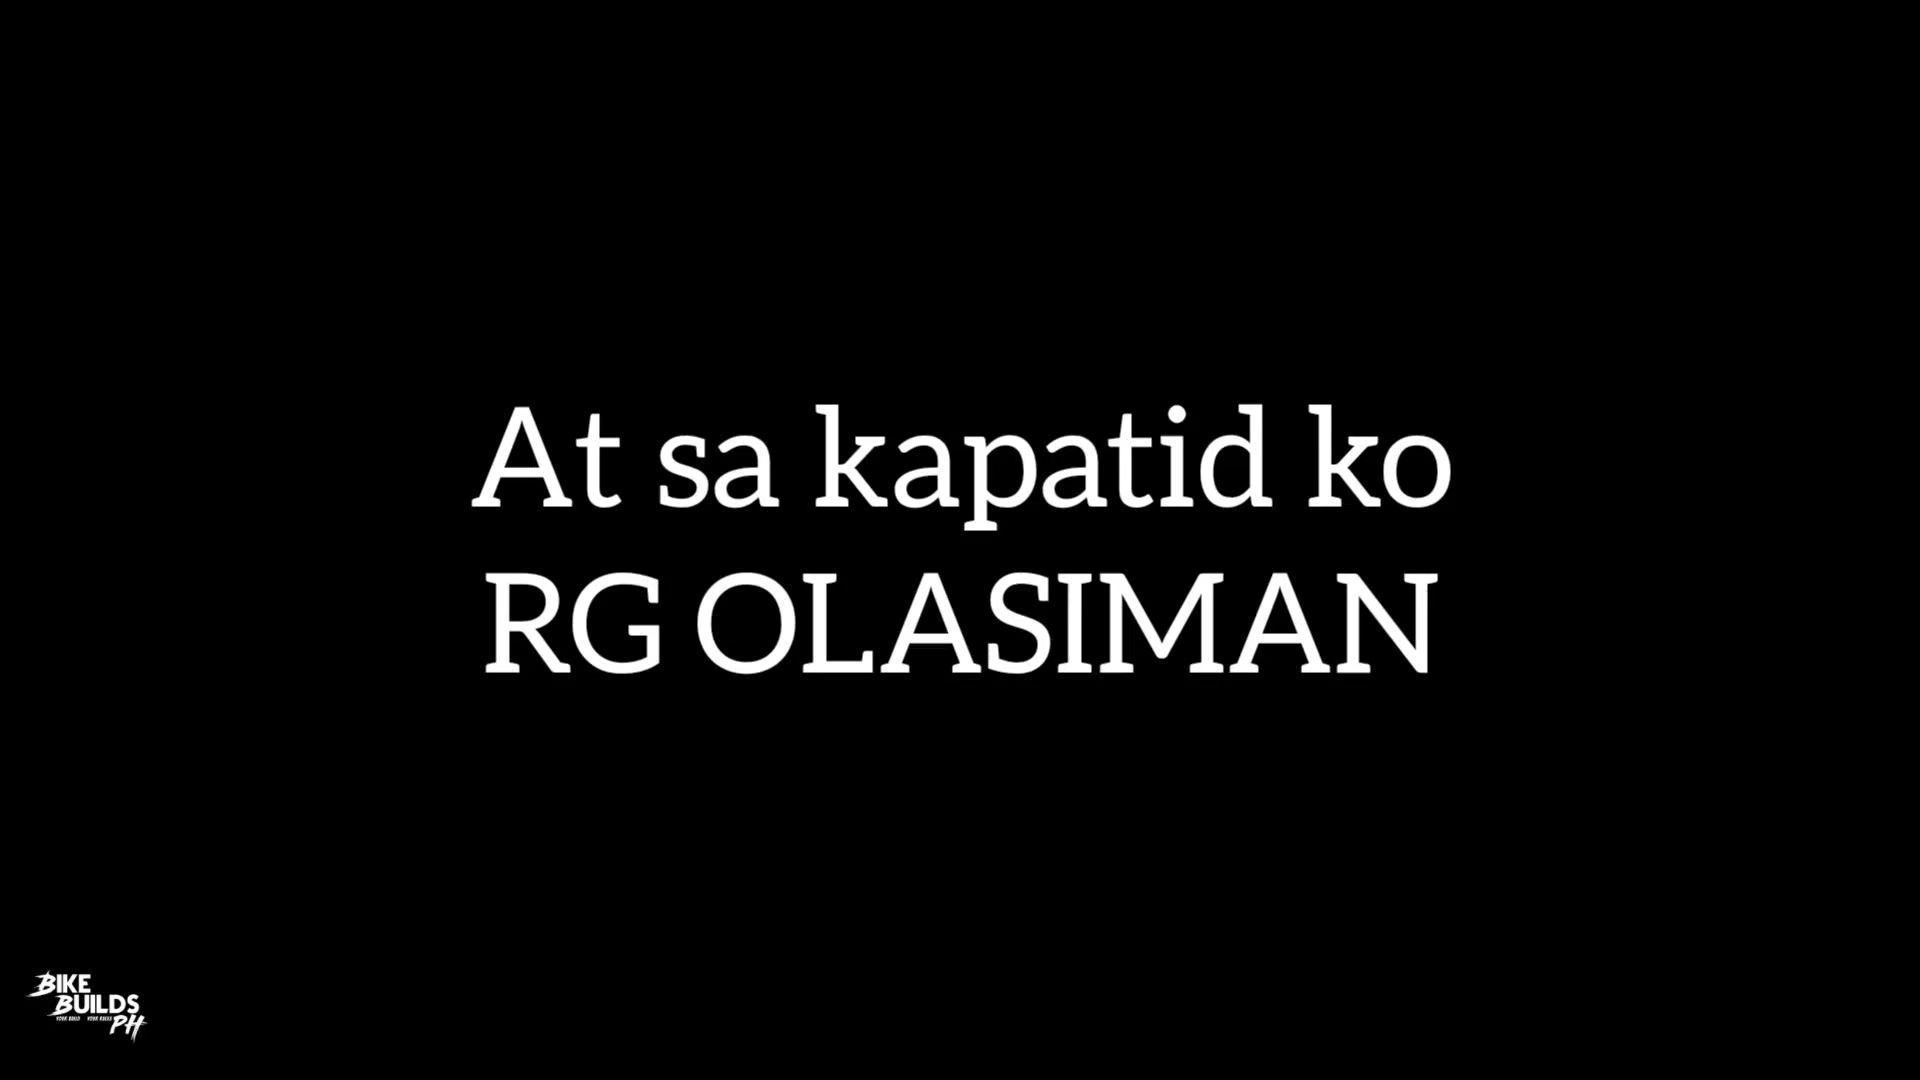 At sa kapatid ko
RG OLASIMAN
BIKE
BUILDS
PH